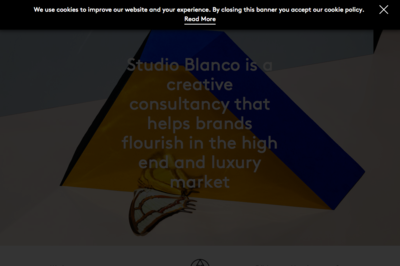 We use cookies to improve our website and your experience. By closing this banner you accept our cookie policy.
Read More
Studio Blanco is a
creative
consultancy that
helps brands
flourish in the high
end and luxury
market